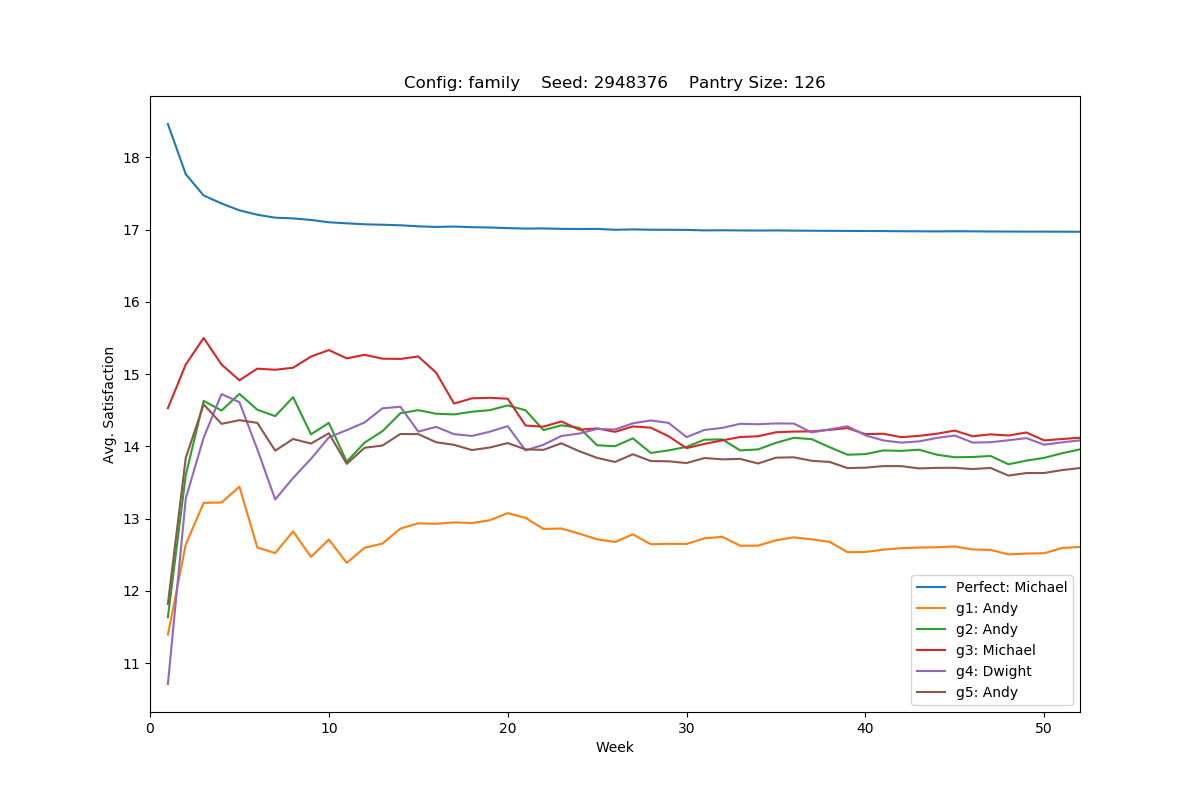 Config: family    Seed: 2948376    Pantry Size: 126
Avg. Satisfaction
18
17
16
15
14
13
12
11
0 10 20 30 40 50
Week
Perfect: Michael
g1: Andy
g2: Andy
g3: Michael
g4: Dwight
g5: Andy